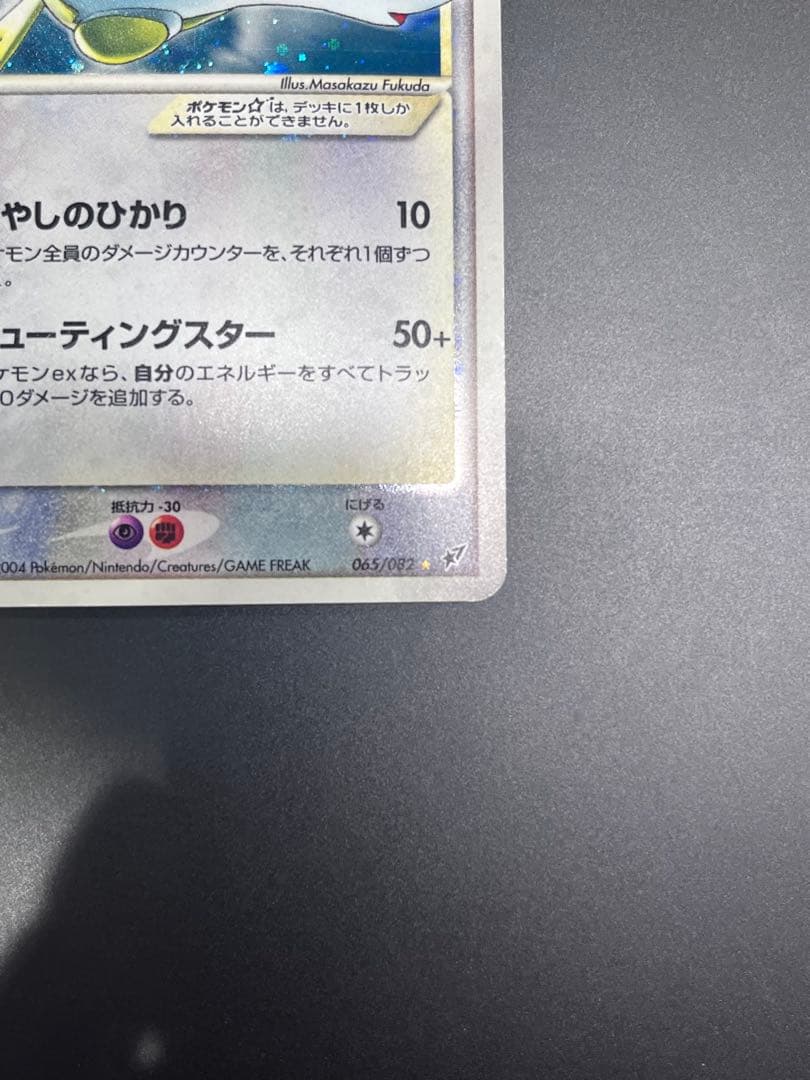 Illus.Masakazu Fukuda
ポケモン☆は、デッキに1枚しか
入れることができません。
やしのひかり 10
モン全員のダメージカウンターを、それぞれ1個ずつ
。
ューティングスター 50+
ケモンexなら、自分のエネルギーをすべてトラッ
0ダメージを追加する。
抵抗力 -30 にげる
2004 Pokémon/Nintendo/Creatures/GAME FREAK 065/082